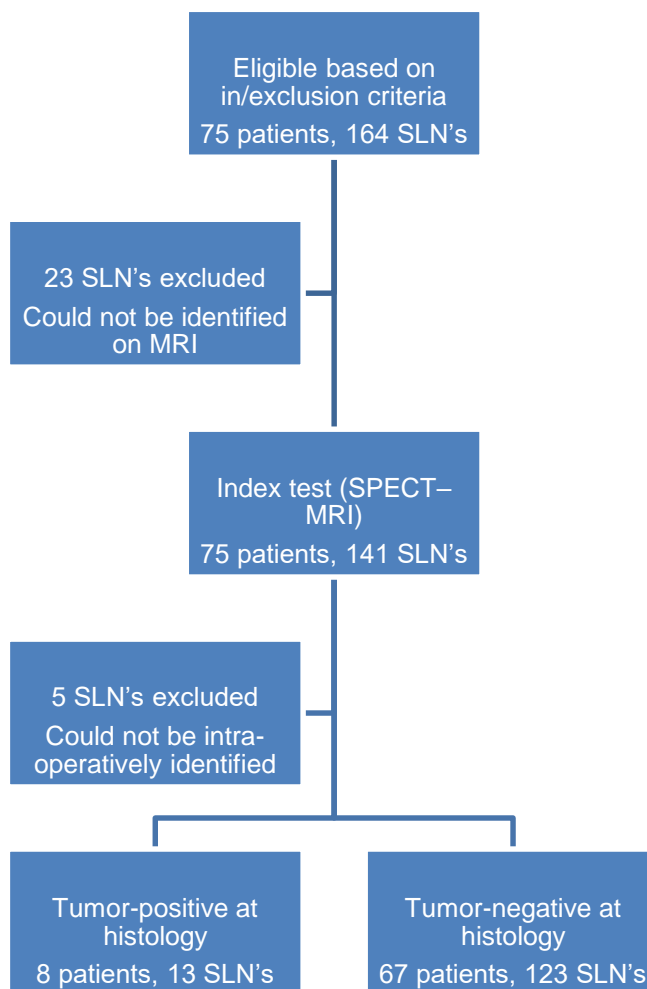 Eligible based on
in/exclusion criteria
75 patients, 164 SLN’s
23 SLN’s excluded
Could not be identified
on MRI
Index test (SPECT–
MRI)
75 patients, 141 SLN’s
5 SLN’s excluded
Could not be intra-
operatively identified
Tumor-positive at
histology
8 patients, 13 SLN’s
Tumor-negative at
histology
67 patients, 123 SLN’s